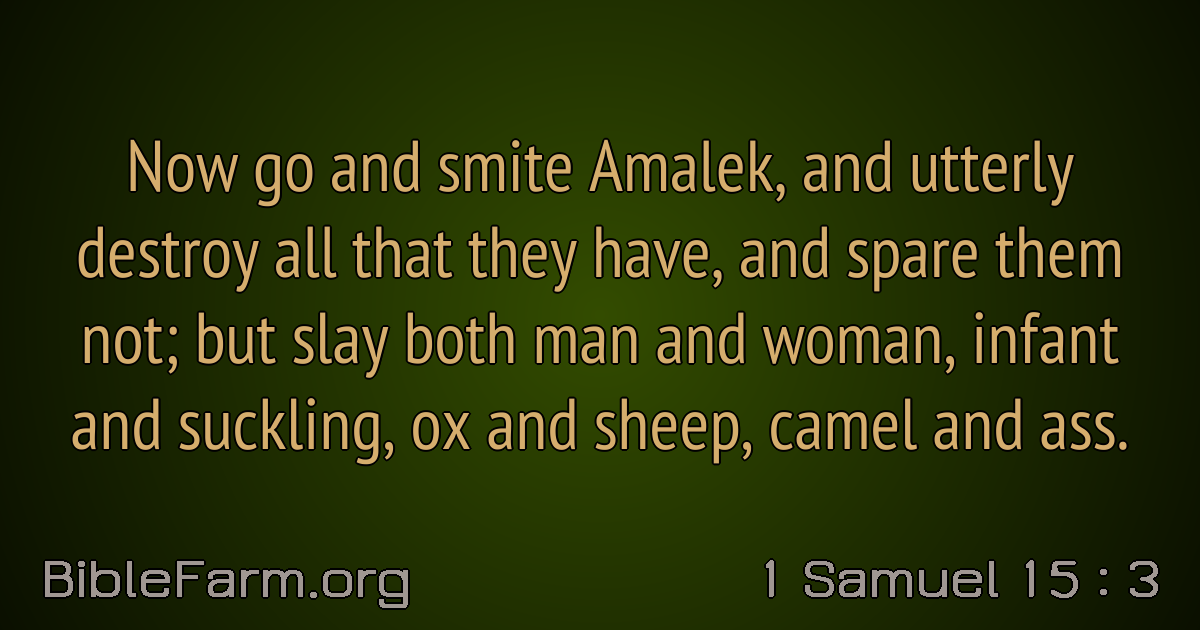 Now go and smite Amalek, and utterly
destroy all that they have, and spare them
not; but slay both man and woman, infant
and suckling, ox and sheep, camel and ass.
BibleFarm.org
1 Samuel 15 : 3